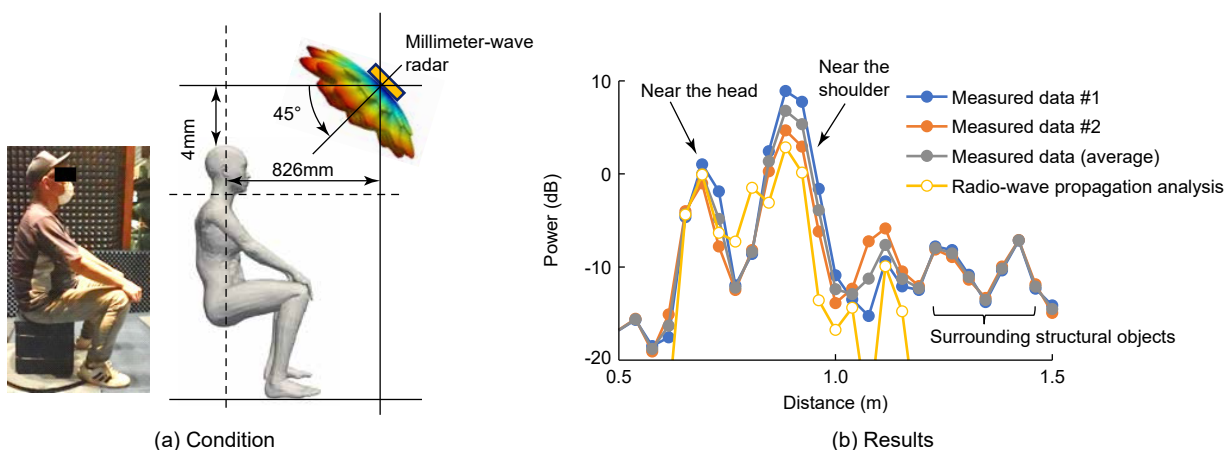 Millimeter-wave
radar
45°
4mm
826mm
(a) Condition
Near the head
Near the
shoulder
Measured data #1
Measured data #2
Measured data (average)
Radio-wave propagation analysis
Power (dB)
10
0
-10
-20
Surrounding structural objects
0.5
1.0
1.5
Distance (m)
(b) Results